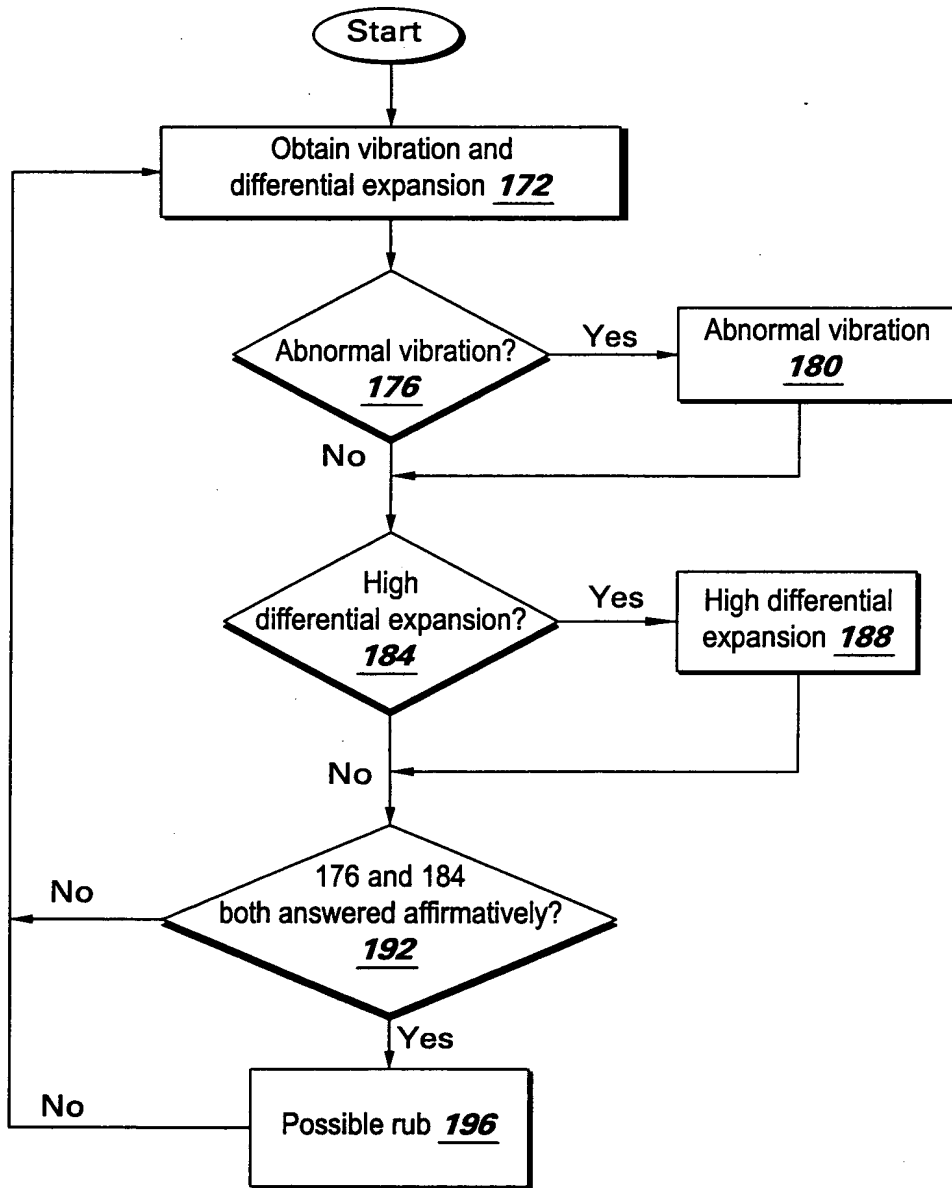 Start
Obtain vibration and
differential expansion 172
Abnormal vibration?
176
Yes
Abnormal vibration
180
No
High
differential expansion?
184
Yes
High differential
expansion 188
No
176 and 184
both answered affirmatively?
192
No
Yes
Possible rub 196
No